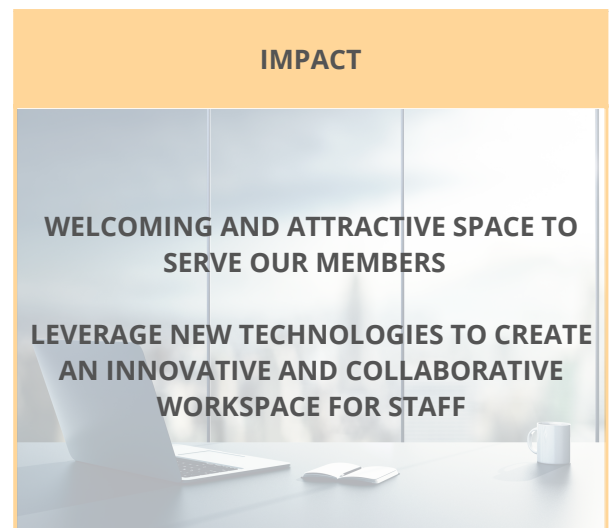 IMPACT
WELCOMING AND ATTRACTIVE SPACE TO
SERVE OUR MEMBERS
LEVERAGE NEW TECHNOLOGIES TO CREATE
AN INNOVATIVE AND COLLABORATIVE
WORKSPACE FOR STAFF